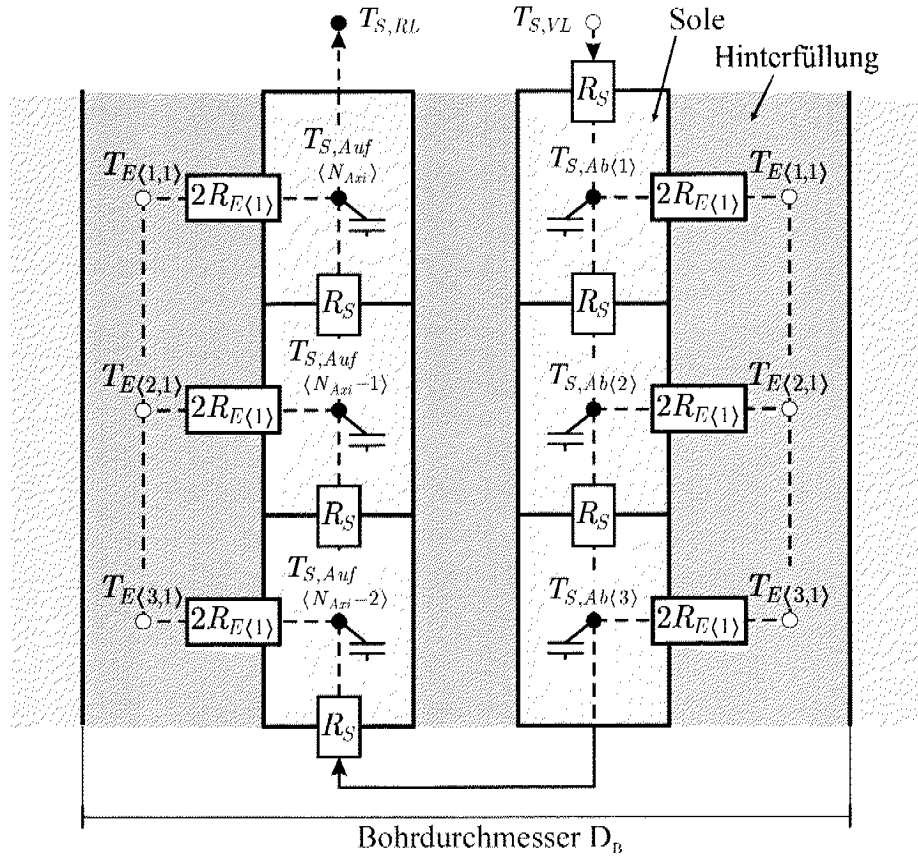 T_{S,RL}
T_{S,VL}
Sole
Hinterfüllung
R_S
T_{S,Auf}
⟨N_{Axi}⟩
T_{S,Ab⟨1⟩}
T_{E⟨1,1⟩}
2R_{E⟨1⟩}
2R_{E⟨1⟩}
T_{E⟨1,1⟩}
R_S
R_S
T_{S,Auf}
⟨N_{Axi}−1⟩
T_{S,Ab⟨2⟩}
T_{E⟨2,1⟩}
2R_{E⟨1⟩}
2R_{E⟨1⟩}
T_{E⟨2,1⟩}
R_S
R_S
T_{S,Auf}
⟨N_{Axi}−2⟩
T_{S,Ab⟨3⟩}
T_{E⟨3,1⟩}
2R_{E⟨1⟩}
2R_{E⟨1⟩}
T_{E⟨3,1⟩}
R_S
Bohrdurchmesser D_B